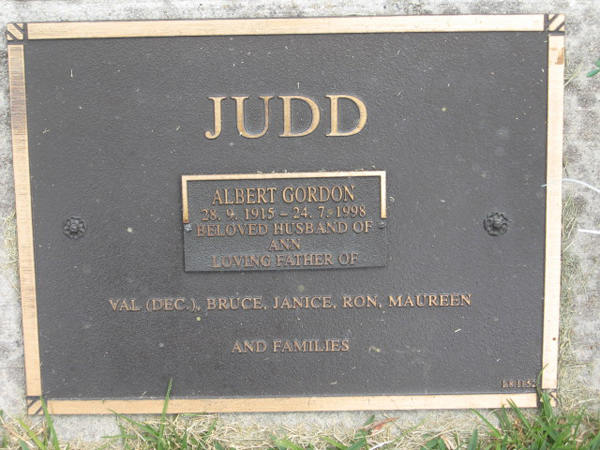 JUDD
ALBERT GORDON
28. 9. 1915 – 24. 7. 1998
BELOVED HUSBAND OF
ANN
LOVING FATHER OF
VAL (DEC.), BRUCE, JANICE, RON, MAUREEN
AND FAMILIES